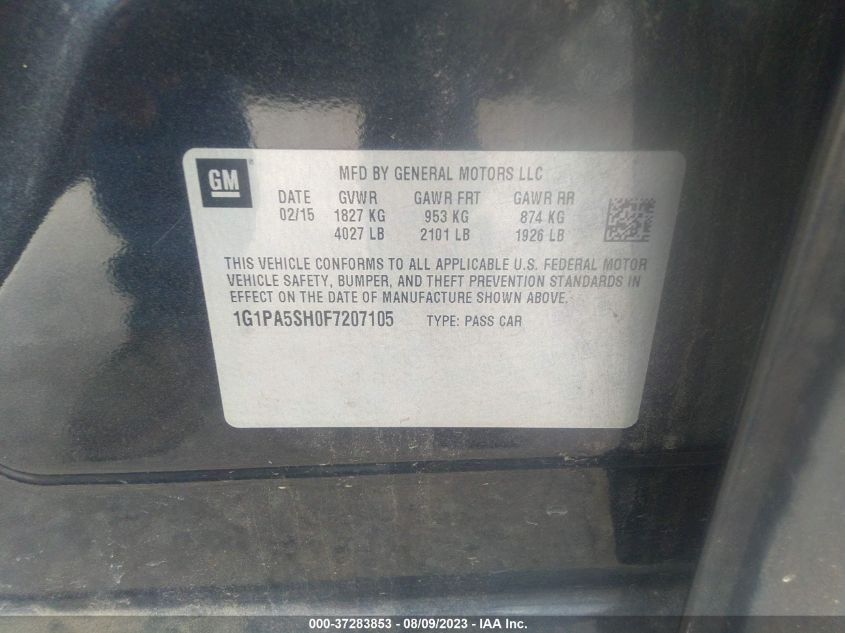 GM ®
MFD BY GENERAL MOTORS LLC
DATE GVWR GAWR FRT GAWR RR
02/15 1827 KG 953 KG 874 KG
4027 LB 2101 LB 1926 LB
THIS VEHICLE CONFORMS TO ALL APPLICABLE U.S. FEDERAL MOTOR
VEHICLE SAFETY, BUMPER, AND THEFT PREVENTION STANDARDS IN
EFFECT ON THE DATE OF MANUFACTURE SHOWN ABOVE.
1G1PA5SH0F7207105 TYPE: PASS CAR
000-37283853 - 08/09/2023 - IAA Inc.